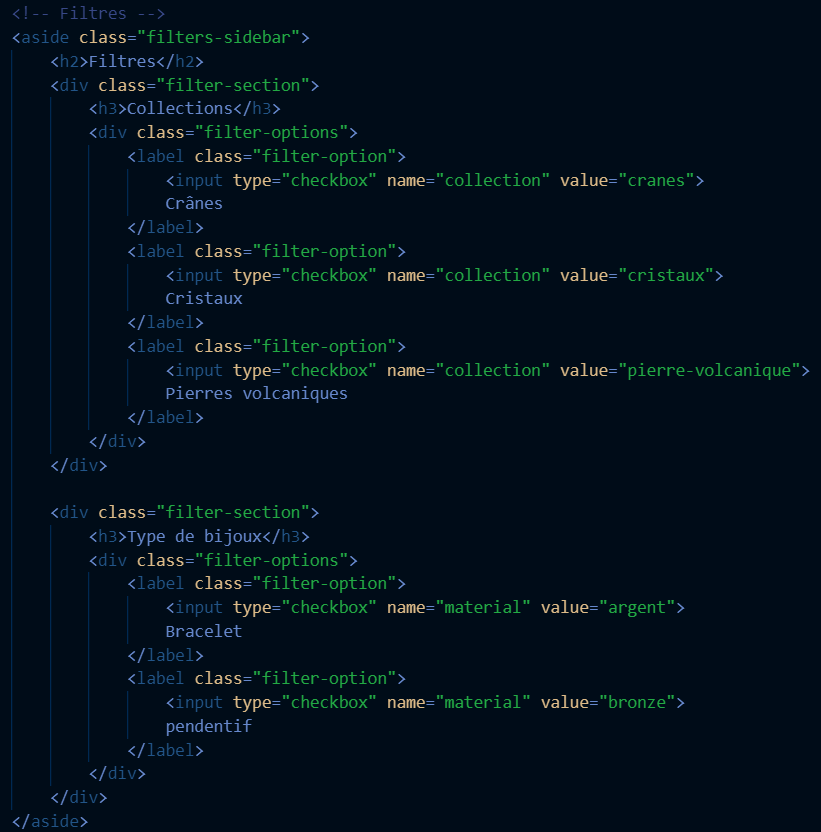 <!-- Filtres -->
<aside class="filters-sidebar">
    <h2>Filtres</h2>
    <div class="filter-section">
        <h3>Collections</h3>
        <div class="filter-options">
            <label class="filter-option">
                <input type="checkbox" name="collection" value="cranes">
                Crânes
            </label>
            <label class="filter-option">
                <input type="checkbox" name="collection" value="cristaux">
                Cristaux
            </label>
            <label class="filter-option">
                <input type="checkbox" name="collection" value="pierre-volcanique">
                Pierres volcaniques
            </label>
        </div>
    </div>

    <div class="filter-section">
        <h3>Type de bijoux</h3>
        <div class="filter-options">
            <label class="filter-option">
                <input type="checkbox" name="material" value="argent">
                Bracelet
            </label>
            <label class="filter-option">
                <input type="checkbox" name="material" value="bronze">
                pendentif
            </label>
        </div>
    </div>
</aside>